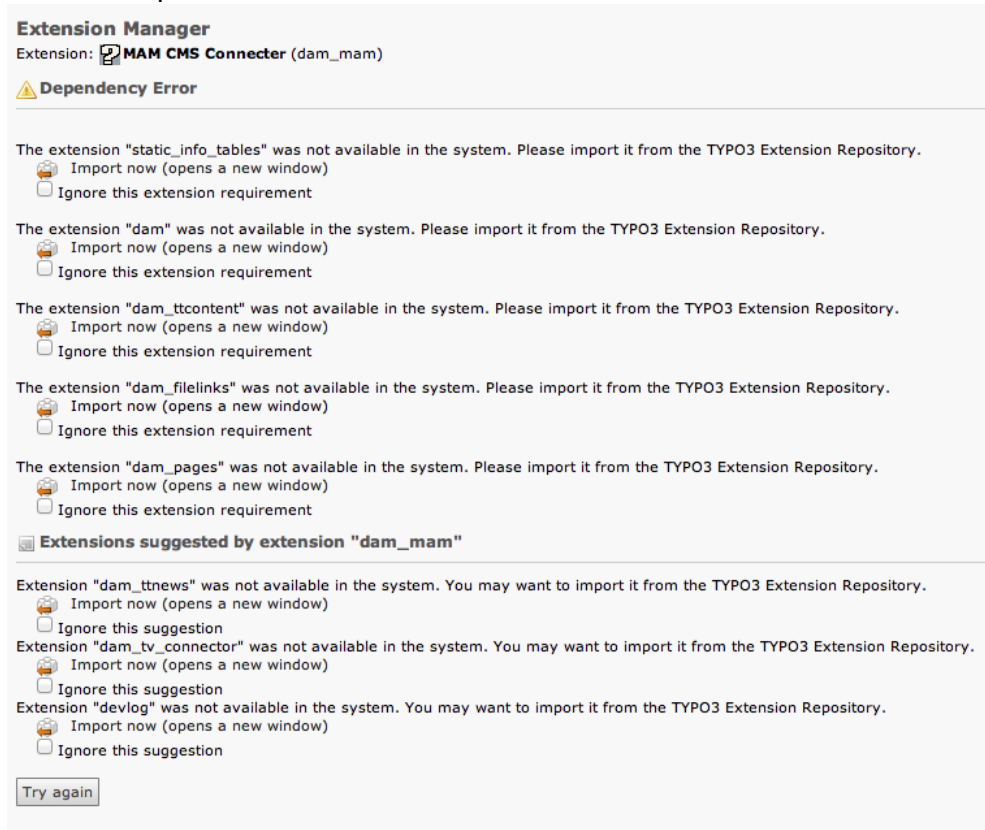 Extension Manager
Extension: MAM CMS Connecter (dam_mam)
Dependency Error
The extension "static_info_tables" was not available in the system. Please import it from the TYPO3 Extension Repository.
Import now (opens a new window)
Ignore this extension requirement
The extension "dam" was not available in the system. Please import it from the TYPO3 Extension Repository.
Import now (opens a new window)
Ignore this extension requirement
The extension "dam_ttcontent" was not available in the system. Please import it from the TYPO3 Extension Repository.
Import now (opens a new window)
Ignore this extension requirement
The extension "dam_filelinks" was not available in the system. Please import it from the TYPO3 Extension Repository.
Import now (opens a new window)
Ignore this extension requirement
The extension "dam_pages" was not available in the system. Please import it from the TYPO3 Extension Repository.
Import now (opens a new window)
Ignore this extension requirement
Extensions suggested by extension "dam_mam"
Extension "dam_ttnews" was not available in the system. You may want to import it from the TYPO3 Extension Repository.
Import now (opens a new window)
Ignore this suggestion
Extension "dam_tv_connector" was not available in the system. You may want to import it from the TYPO3 Extension Repository.
Import now (opens a new window)
Ignore this suggestion
Extension "devlog" was not available in the system. You may want to import it from the TYPO3 Extension Repository.
Import now (opens a new window)
Ignore this suggestion
Try again